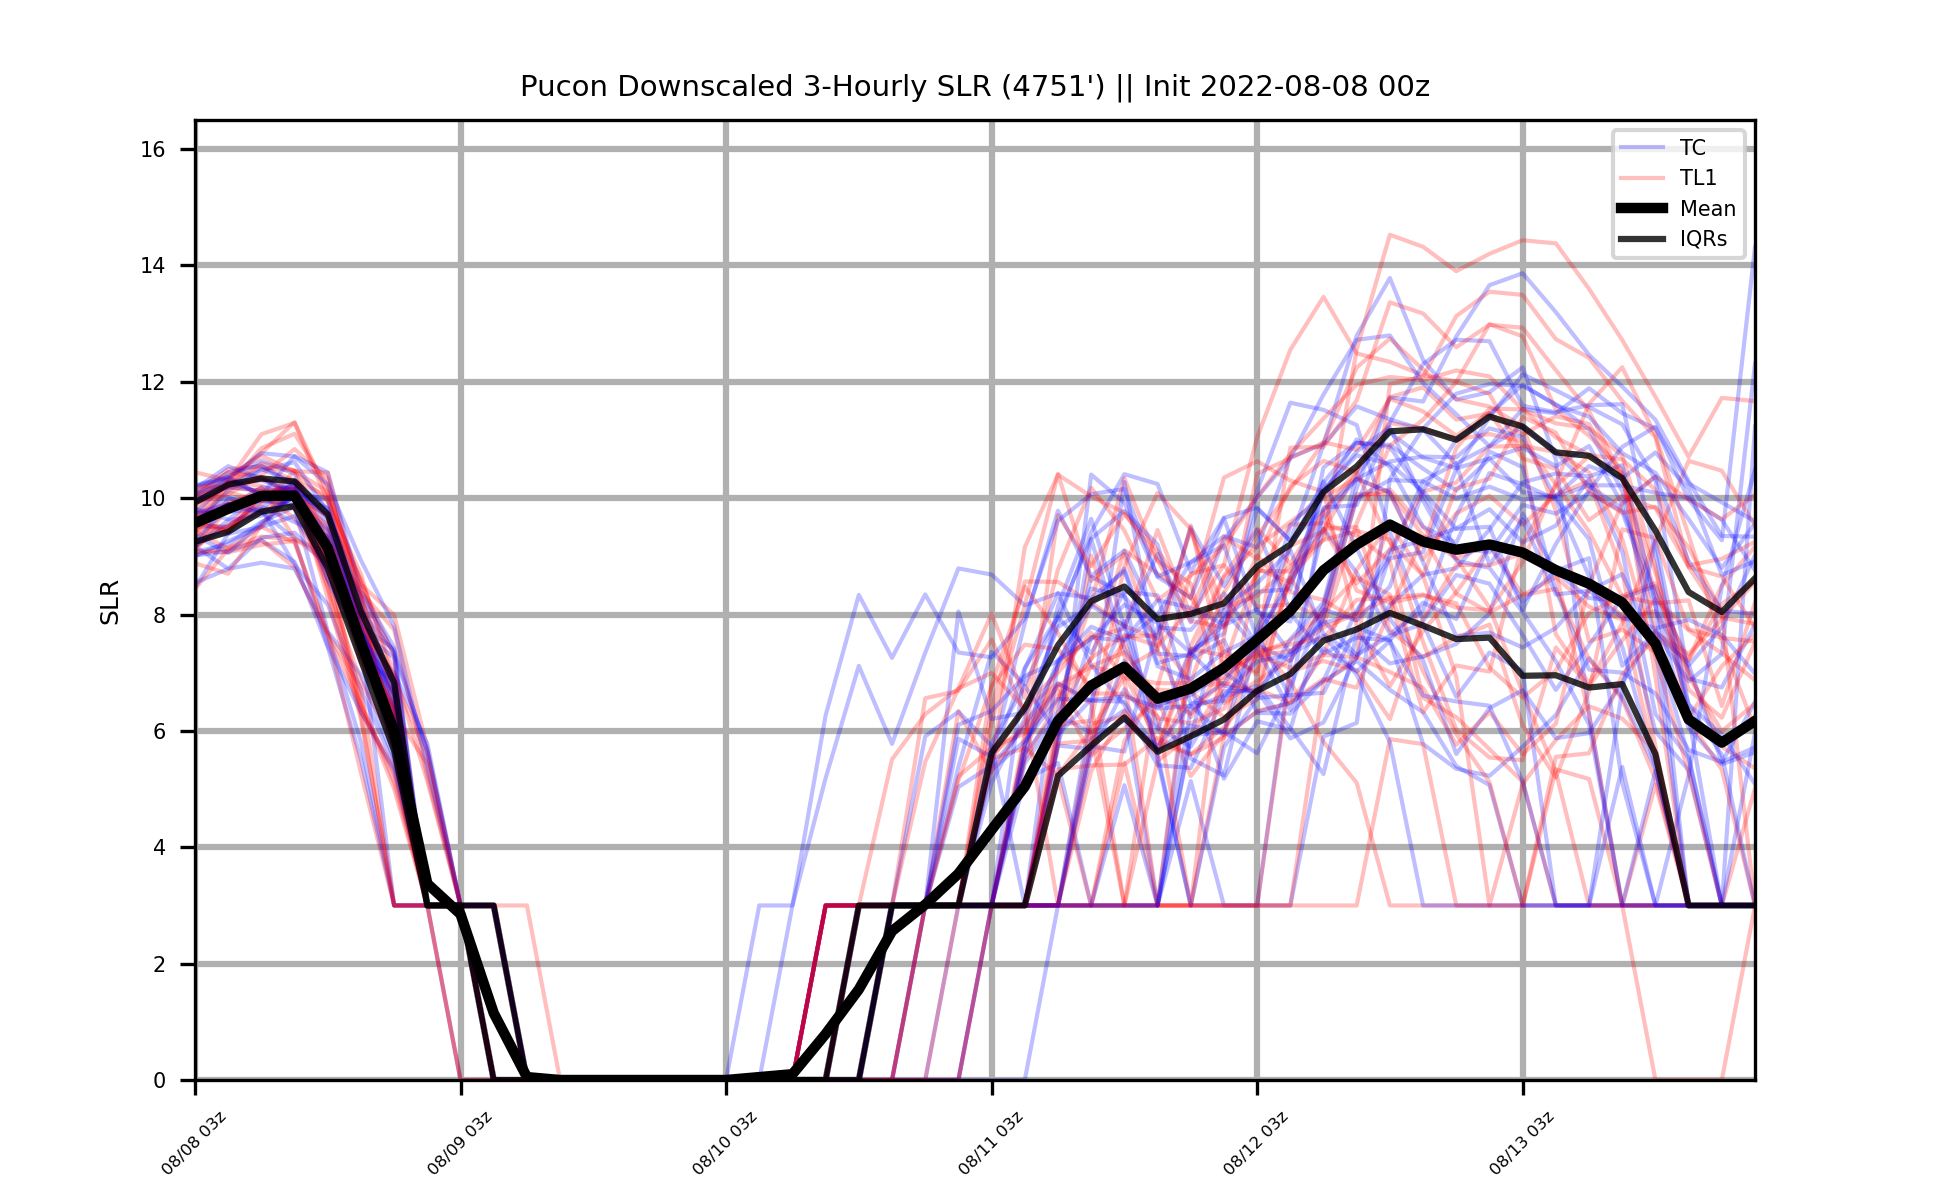 Pucon Downscaled 3-Hourly SLR (4751') || Init 2022-08-08 00z
TC
TL1
Mean
IQRs
SLR
16
14
12
10
8
6
4
2
0
08/08 03z
08/09 03z
08/10 03z
08/11 03z
08/12 03z
08/13 03z